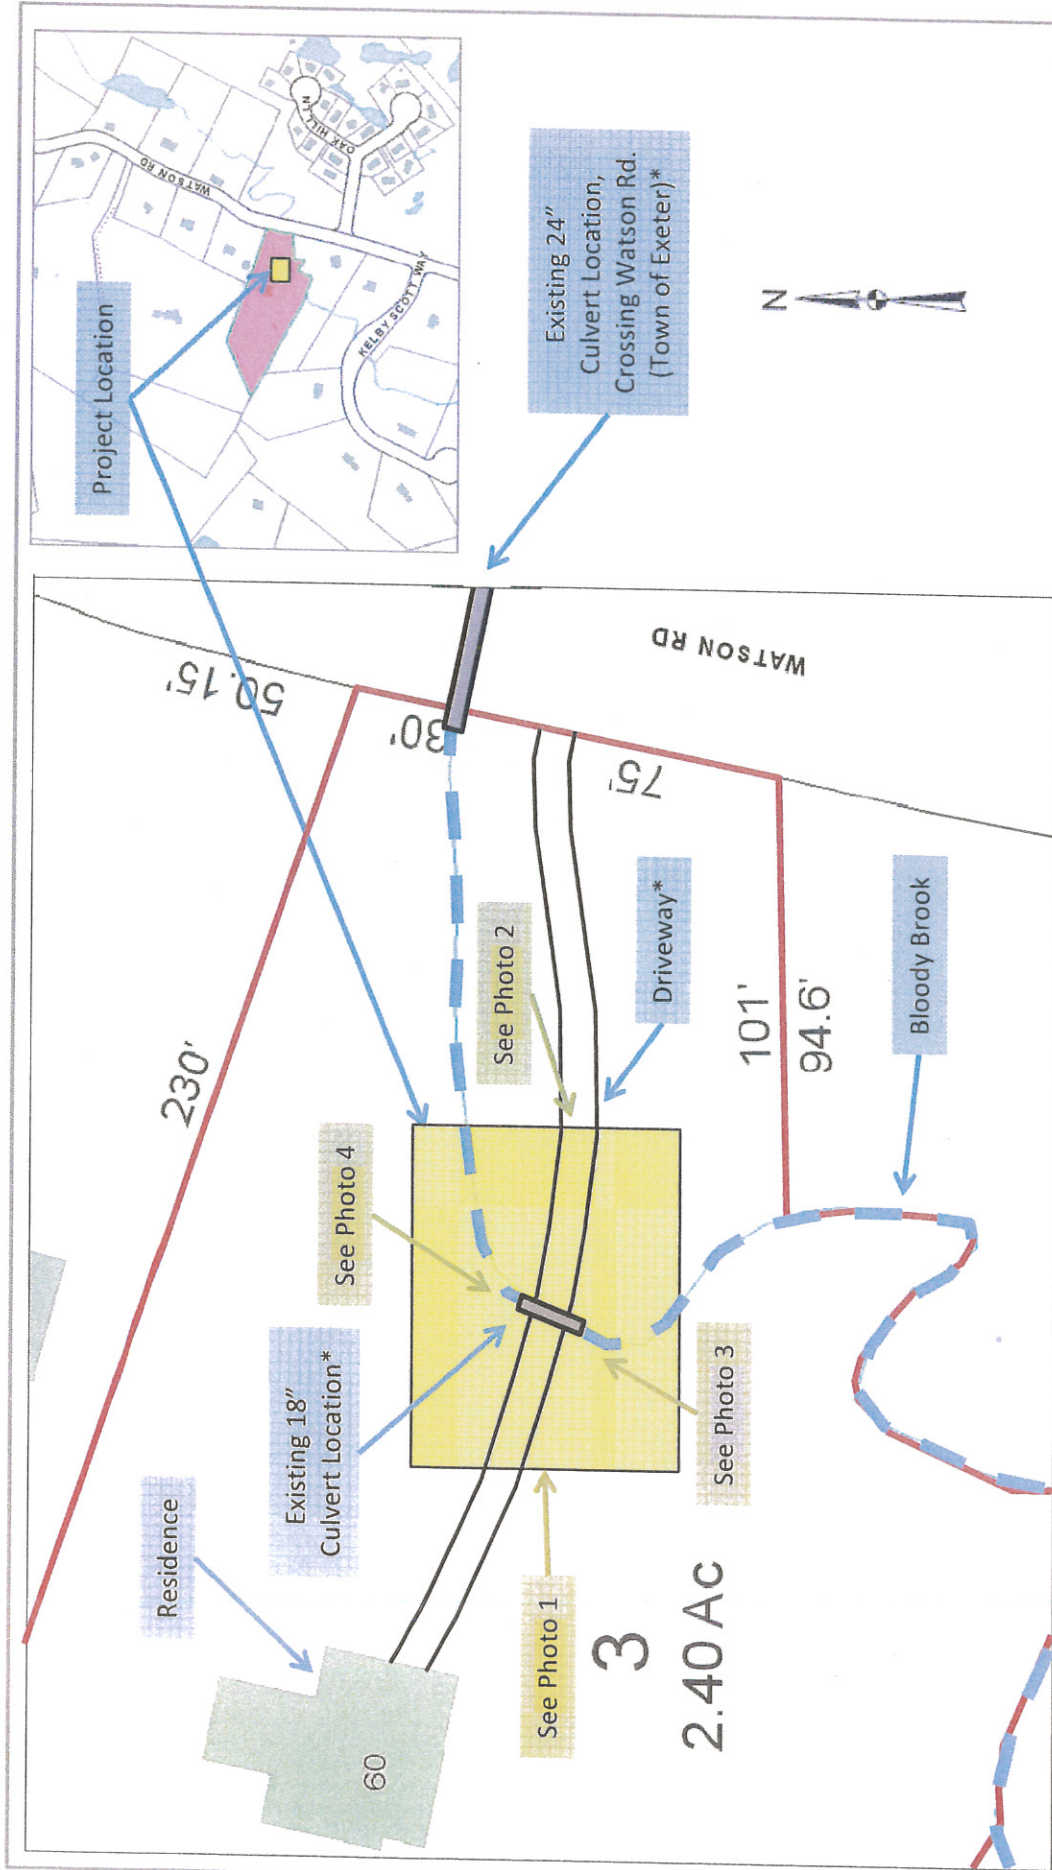 Project Location
WATSON RD
OAK HILL LN
KELBY SCOTT WAY
Existing 24"
Culvert Location,
Crossing Watson Rd.
(Town of Exeter)*
N
230'
50.15'
30'
75'
WATSON RD
Residence
Existing 18"
Culvert Location*
See Photo 4
See Photo 2
Driveway*
101'
94.6'
Bloody Brook
See Photo 1
See Photo 3
60
3
2.40 Ac